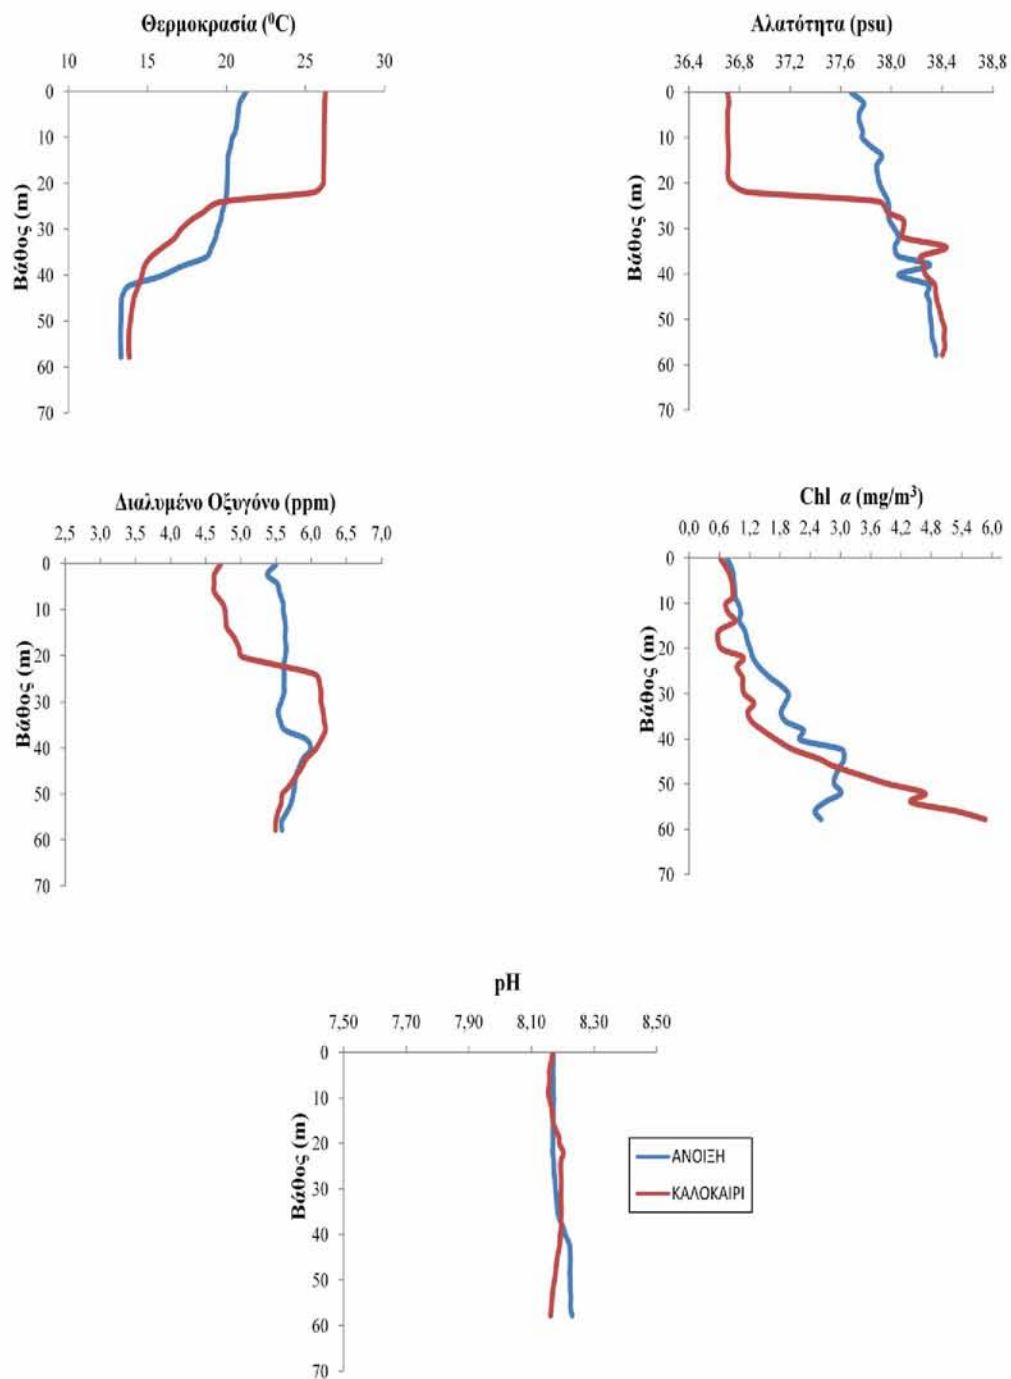 Θερμοκρασία (⁰C)
10 15 20 25 30
0
10
20
30
40
50
60
70
Βάθος (m)
Αλατότητα (psu)
36,4 36,8 37,2 37,6 38,0 38,4 38,8
0
10
20
30
40
50
60
70
Βάθος (m)
Διαλυμένο Οξυγόνο (ppm)
2,5 3,0 3,5 4,0 4,5 5,0 5,5 6,0 6,5 7,0
0
10
20
30
40
50
60
70
Βάθος (m)
Chl α (mg/m³)
0,0 0,6 1,2 1,8 2,4 3,0 3,6 4,2 4,8 5,4 6,0
0
10
20
30
40
50
60
70
Βάθος (m)
pH
7,50 7,70 7,90 8,10 8,30 8,50
0
10
20
30
40
50
60
70
Βάθος (m)
ΑΝΟΙΞΗ
ΚΑΛΟΚΑΙΡΙ